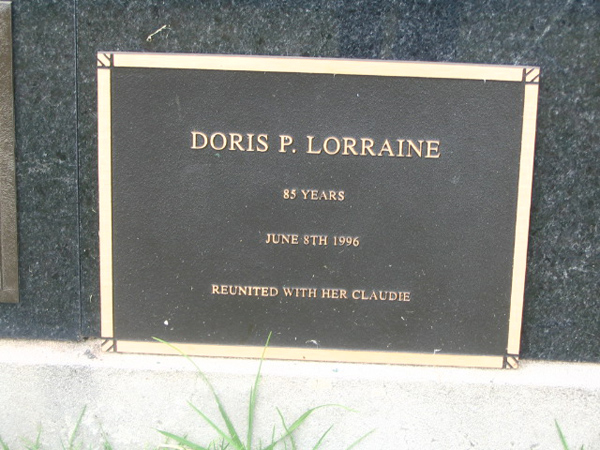 DORIS P. LORRAINE
85 YEARS
JUNE 8TH 1996
REUNITED WITH HER CLAUDIE